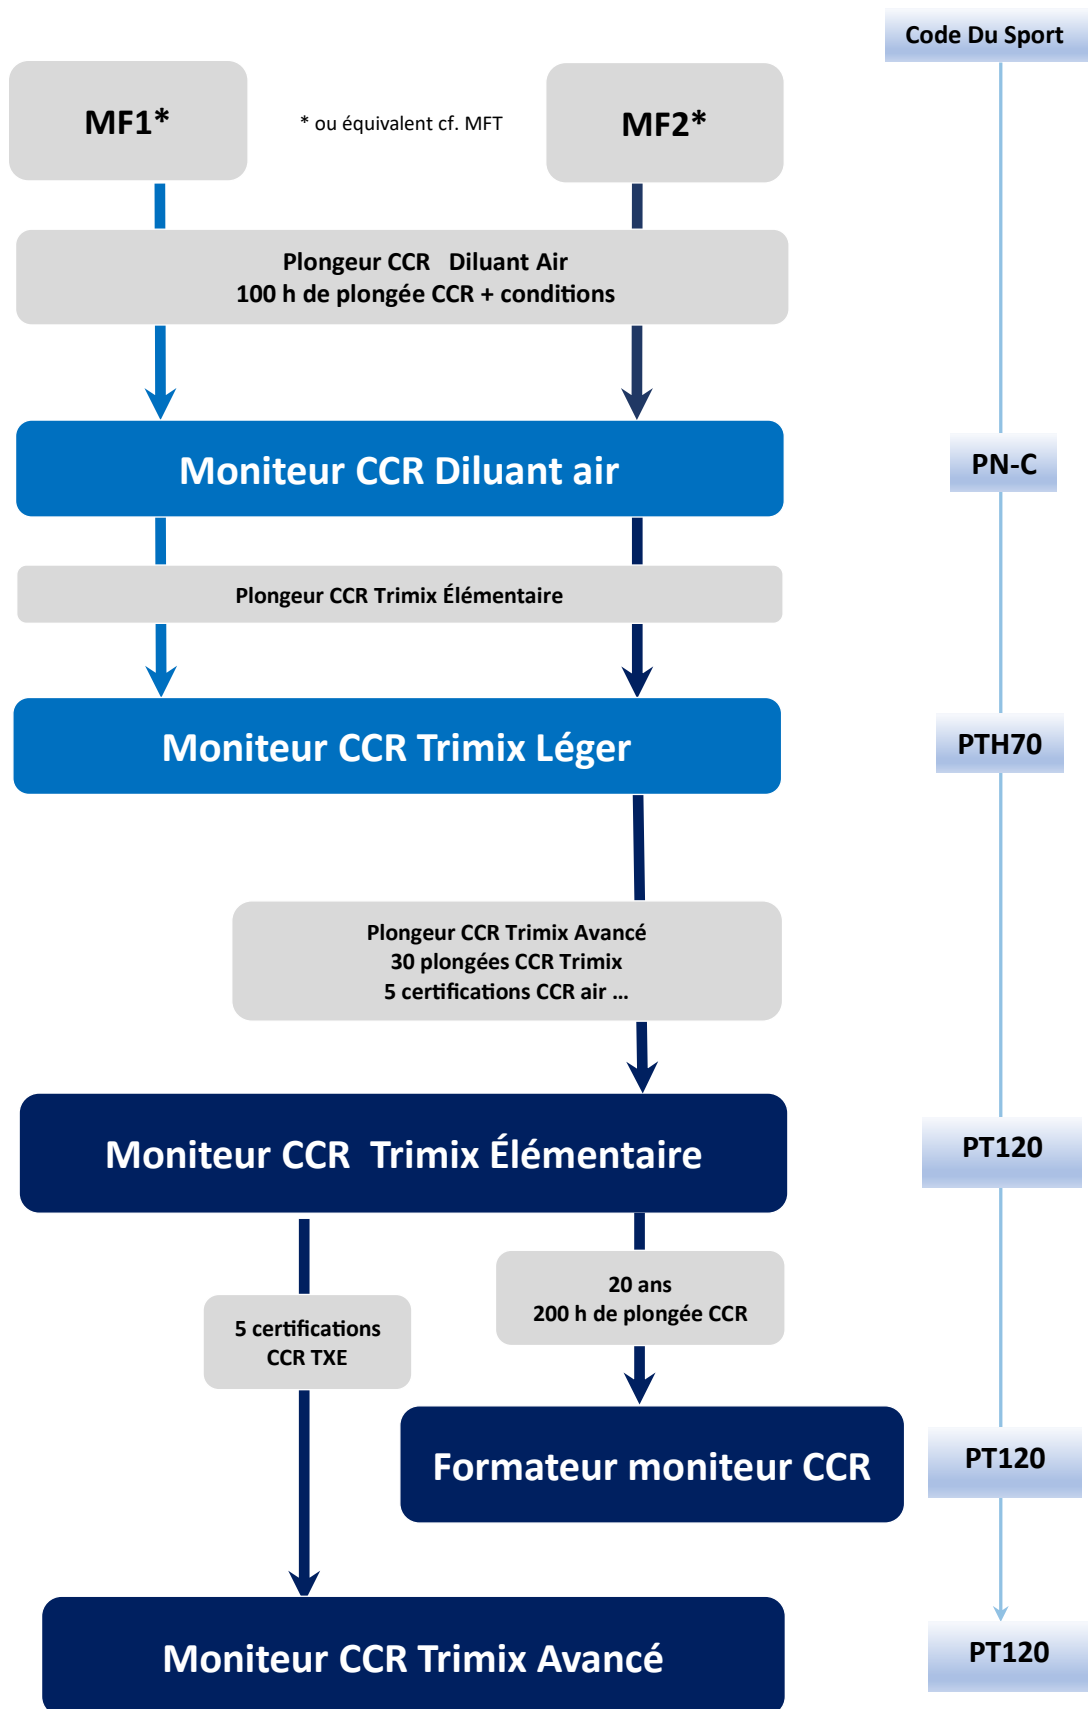 Code Du Sport
MF1*
* ou équivalent cf. MFT
MF2*
Plongeur CCR Diluant Air
100 h de plongée CCR + conditions
Moniteur CCR Diluant air
PN-C
Plongeur CCR Trimix Élémentaire
Moniteur CCR Trimix Léger
PTH70
Plongeur CCR Trimix Avancé
30 plongées CCR Trimix
5 certifications CCR air ...
Moniteur CCR Trimix Élémentaire
PT120
20 ans
200 h de plongée CCR
5 certifications
CCR TXE
Formateur moniteur CCR
PT120
Moniteur CCR Trimix Avancé
PT120